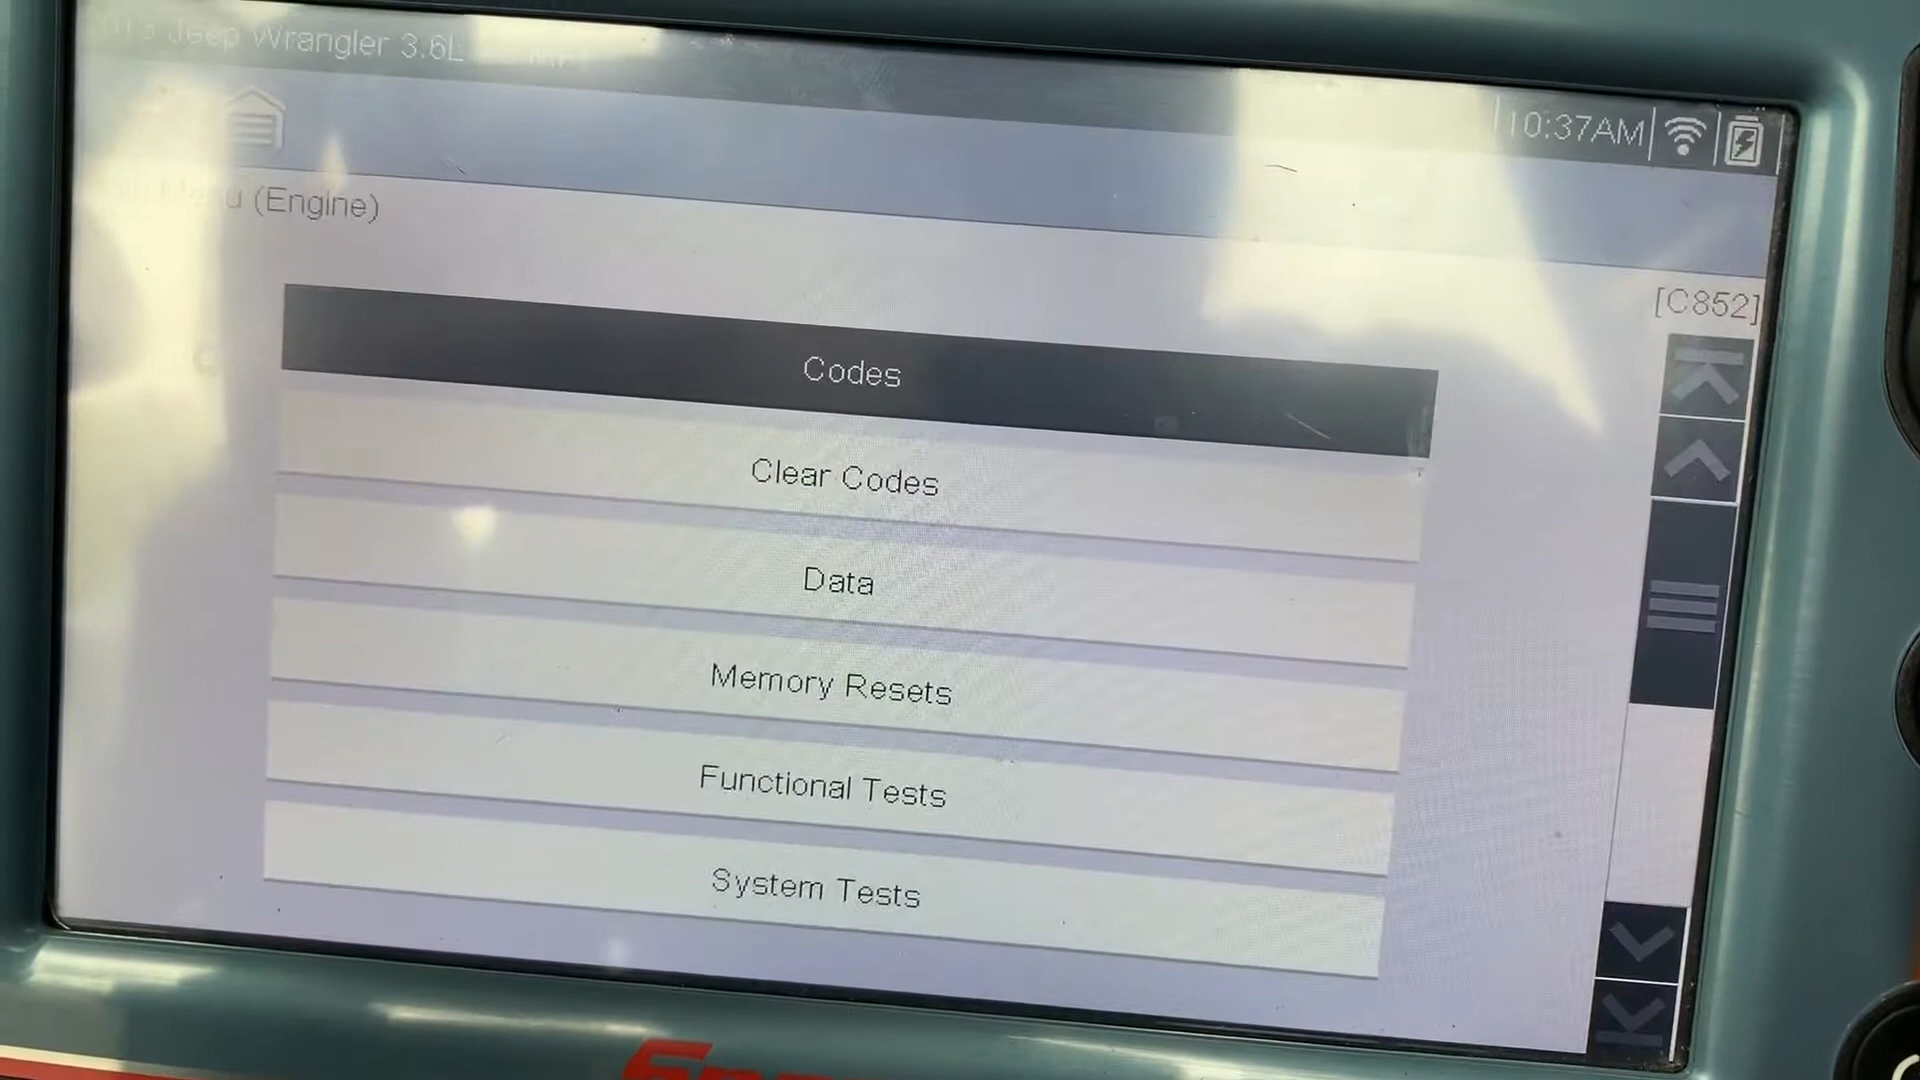 Jeep Wrangler 3.6L
10:37AM
(Engine)
[C852]
Codes
Clear Codes
Data
Memory Resets
Functional Tests
System Tests